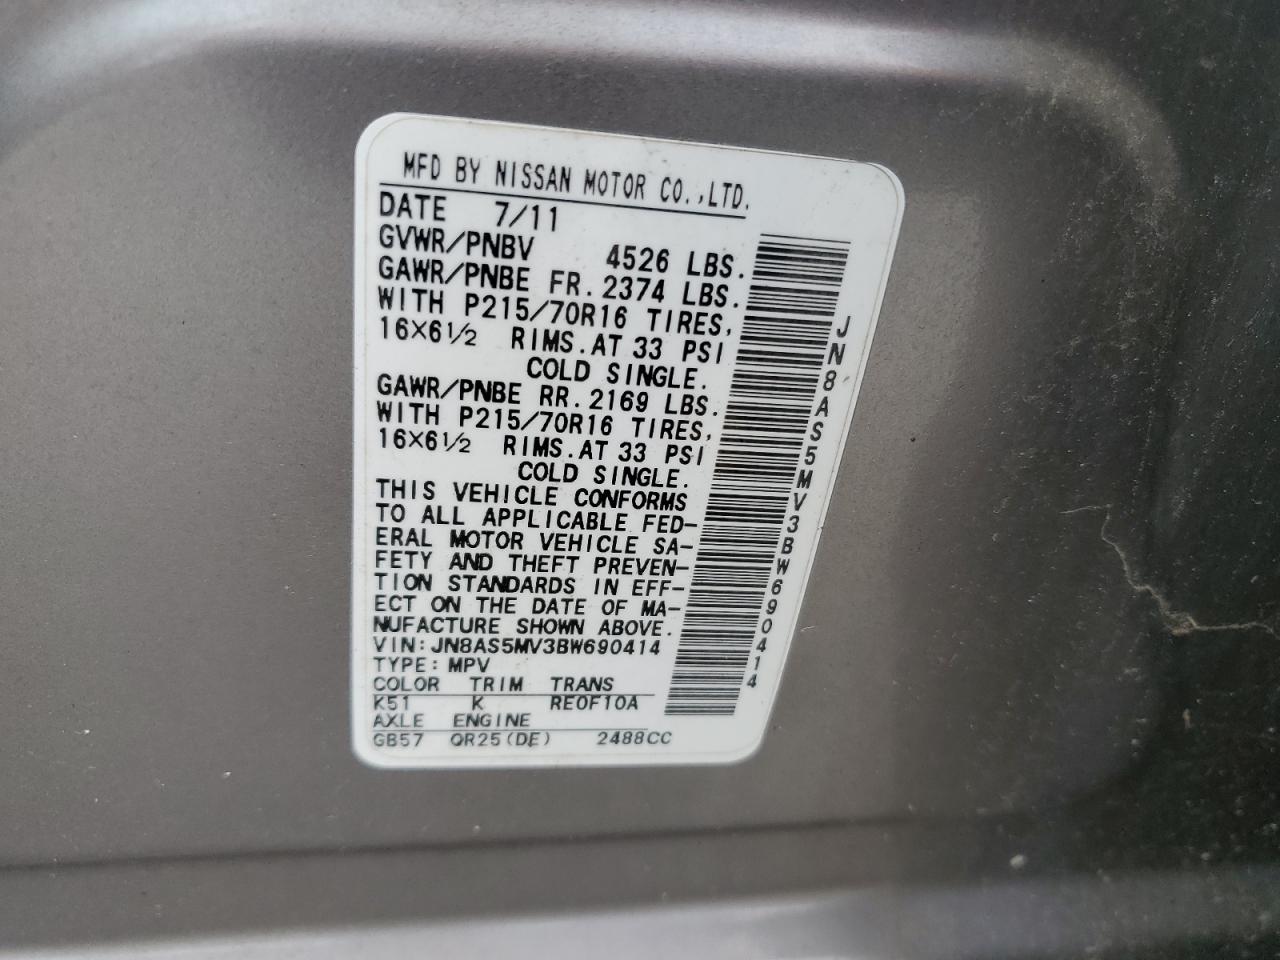 MFD BY NISSAN MOTOR CO.,LTD.
DATE 7/11
GVWR/PNBV 4526 LBS.
GAWR/PNBE FR. 2374 LBS.
WITH P215/70R16 TIRES,
16×6½ RIMS.AT 33 PSI
COLD SINGLE.
GAWR/PNBE RR. 2169 LBS.
WITH P215/70R16 TIRES,
16×6½ RIMS.AT 33 PSI
COLD SINGLE.
THIS VEHICLE CONFORMS
TO ALL APPLICABLE FED-
ERAL MOTOR VEHICLE SA-
FETY AND THEFT PREVEN-
TION STANDARDS IN EFF-
ECT ON THE DATE OF MA-
NUFACTURE SHOWN ABOVE.
VIN:JN8AS5MV3BW690414
TYPE:MPV
COLOR TRIM TRANS
K51 K RE0F10A
AXLE ENGINE
GB57 QR25(DE) 2488CC
JN8AS5MV3BW690414